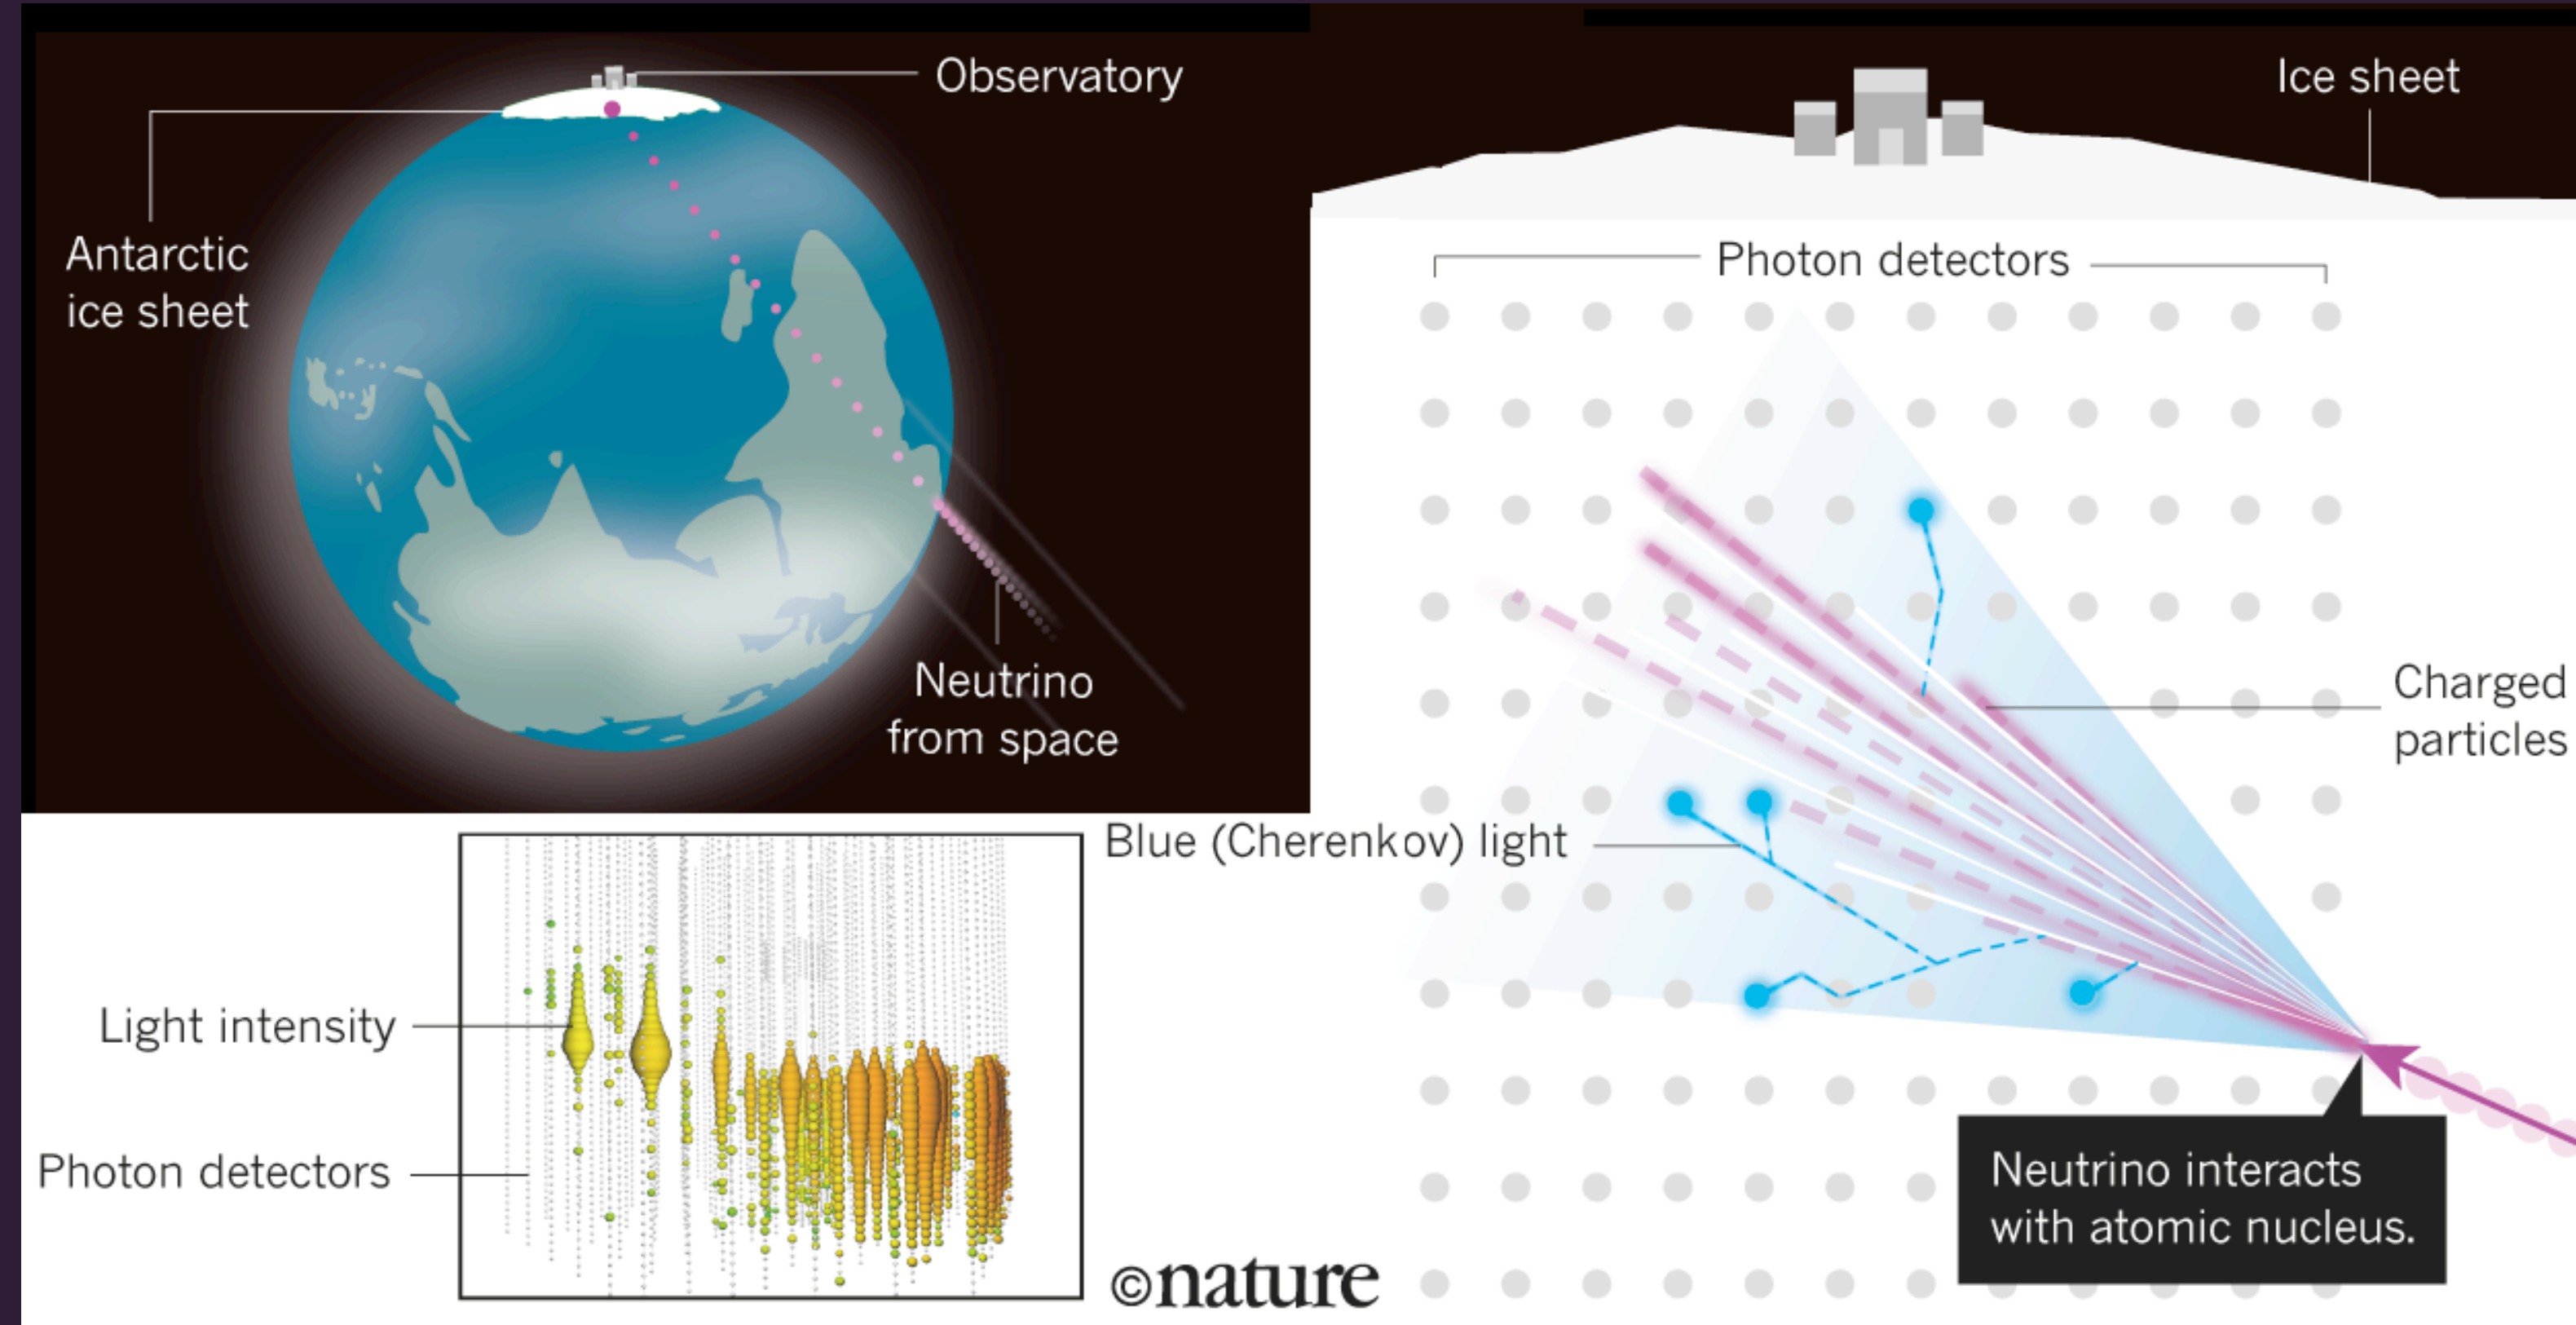 Observatory
Antarctic
ice sheet
Neutrino
from space
Ice sheet
Photon detectors
Charged
particles
Blue (Cherenkov) light
Neutrino interacts
with atomic nucleus.
Light intensity
Photon detectors
©nature